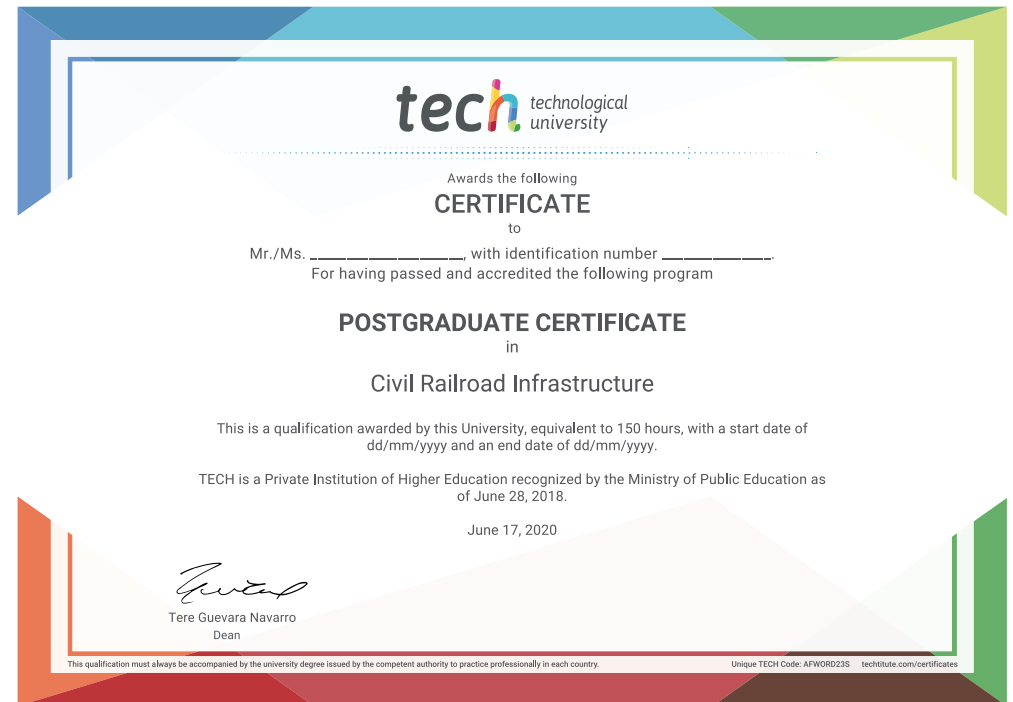 tech technological
university
Awards the following
CERTIFICATE
to
Mr./Ms. ____________________, with identification number ______________.
For having passed and accredited the following program
POSTGRADUATE CERTIFICATE
in
Civil Railroad Infrastructure
This is a qualification awarded by this University, equivalent to 150 hours, with a start date of
dd/mm/yyyy and an end date of dd/mm/yyyy.
TECH is a Private Institution of Higher Education recognized by the Ministry of Public Education as
of June 28, 2018.
June 17, 2020
Tere Guevara Navarro
Dean
This qualification must always be accompanied by the university degree issued by the competent authority to practice professionally in each country. Unique TECH Code: AFWORD23S techtitute.com/certificates